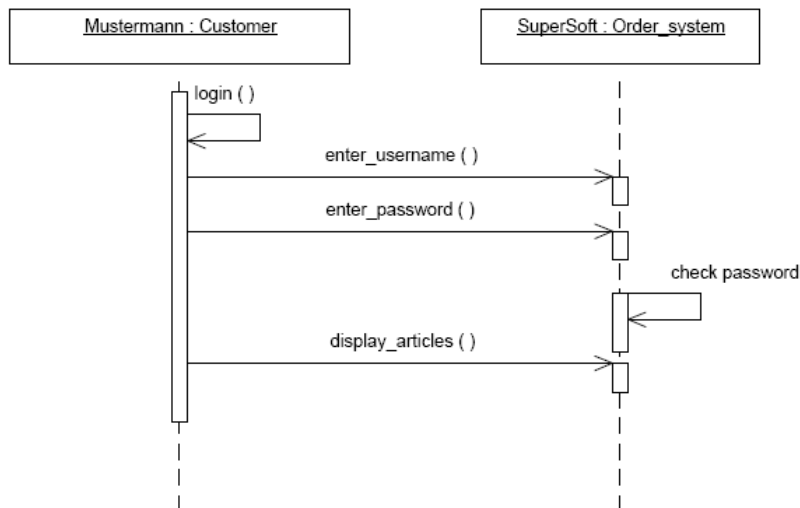 Mustermann : Customer
SuperSoft : Order_system
login ( )
enter_username ( )
enter_password ( )
check password
display_articles ( )